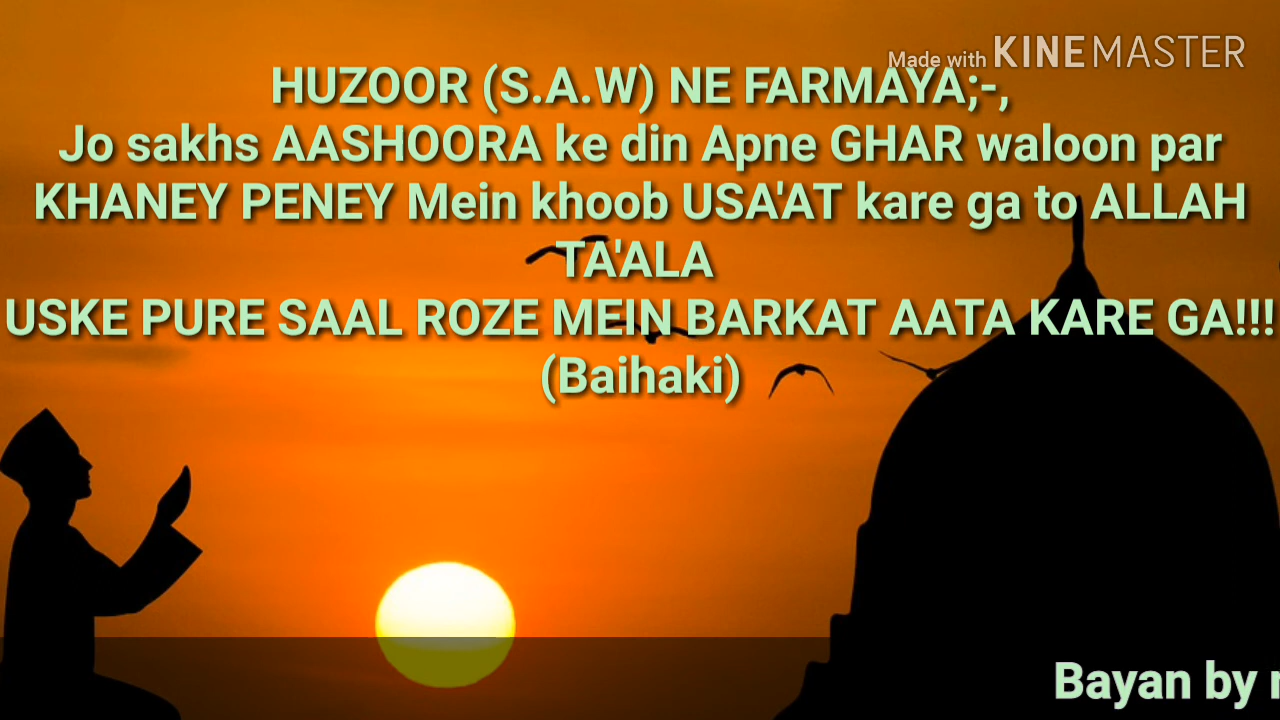 Made with KINEMASTER
HUZOOR (S.A.W) NE FARMAYA;-,
Jo sakhs AASHOORA ke din Apne GHAR waloon par
KHANEY PENEY Mein khoob USA'AT kare ga to ALLAH
TA'ALA
USKE PURE SAAL ROZE MEIN BARKAT AATA KARE GA!!!
(Baihaki)
Bayan by